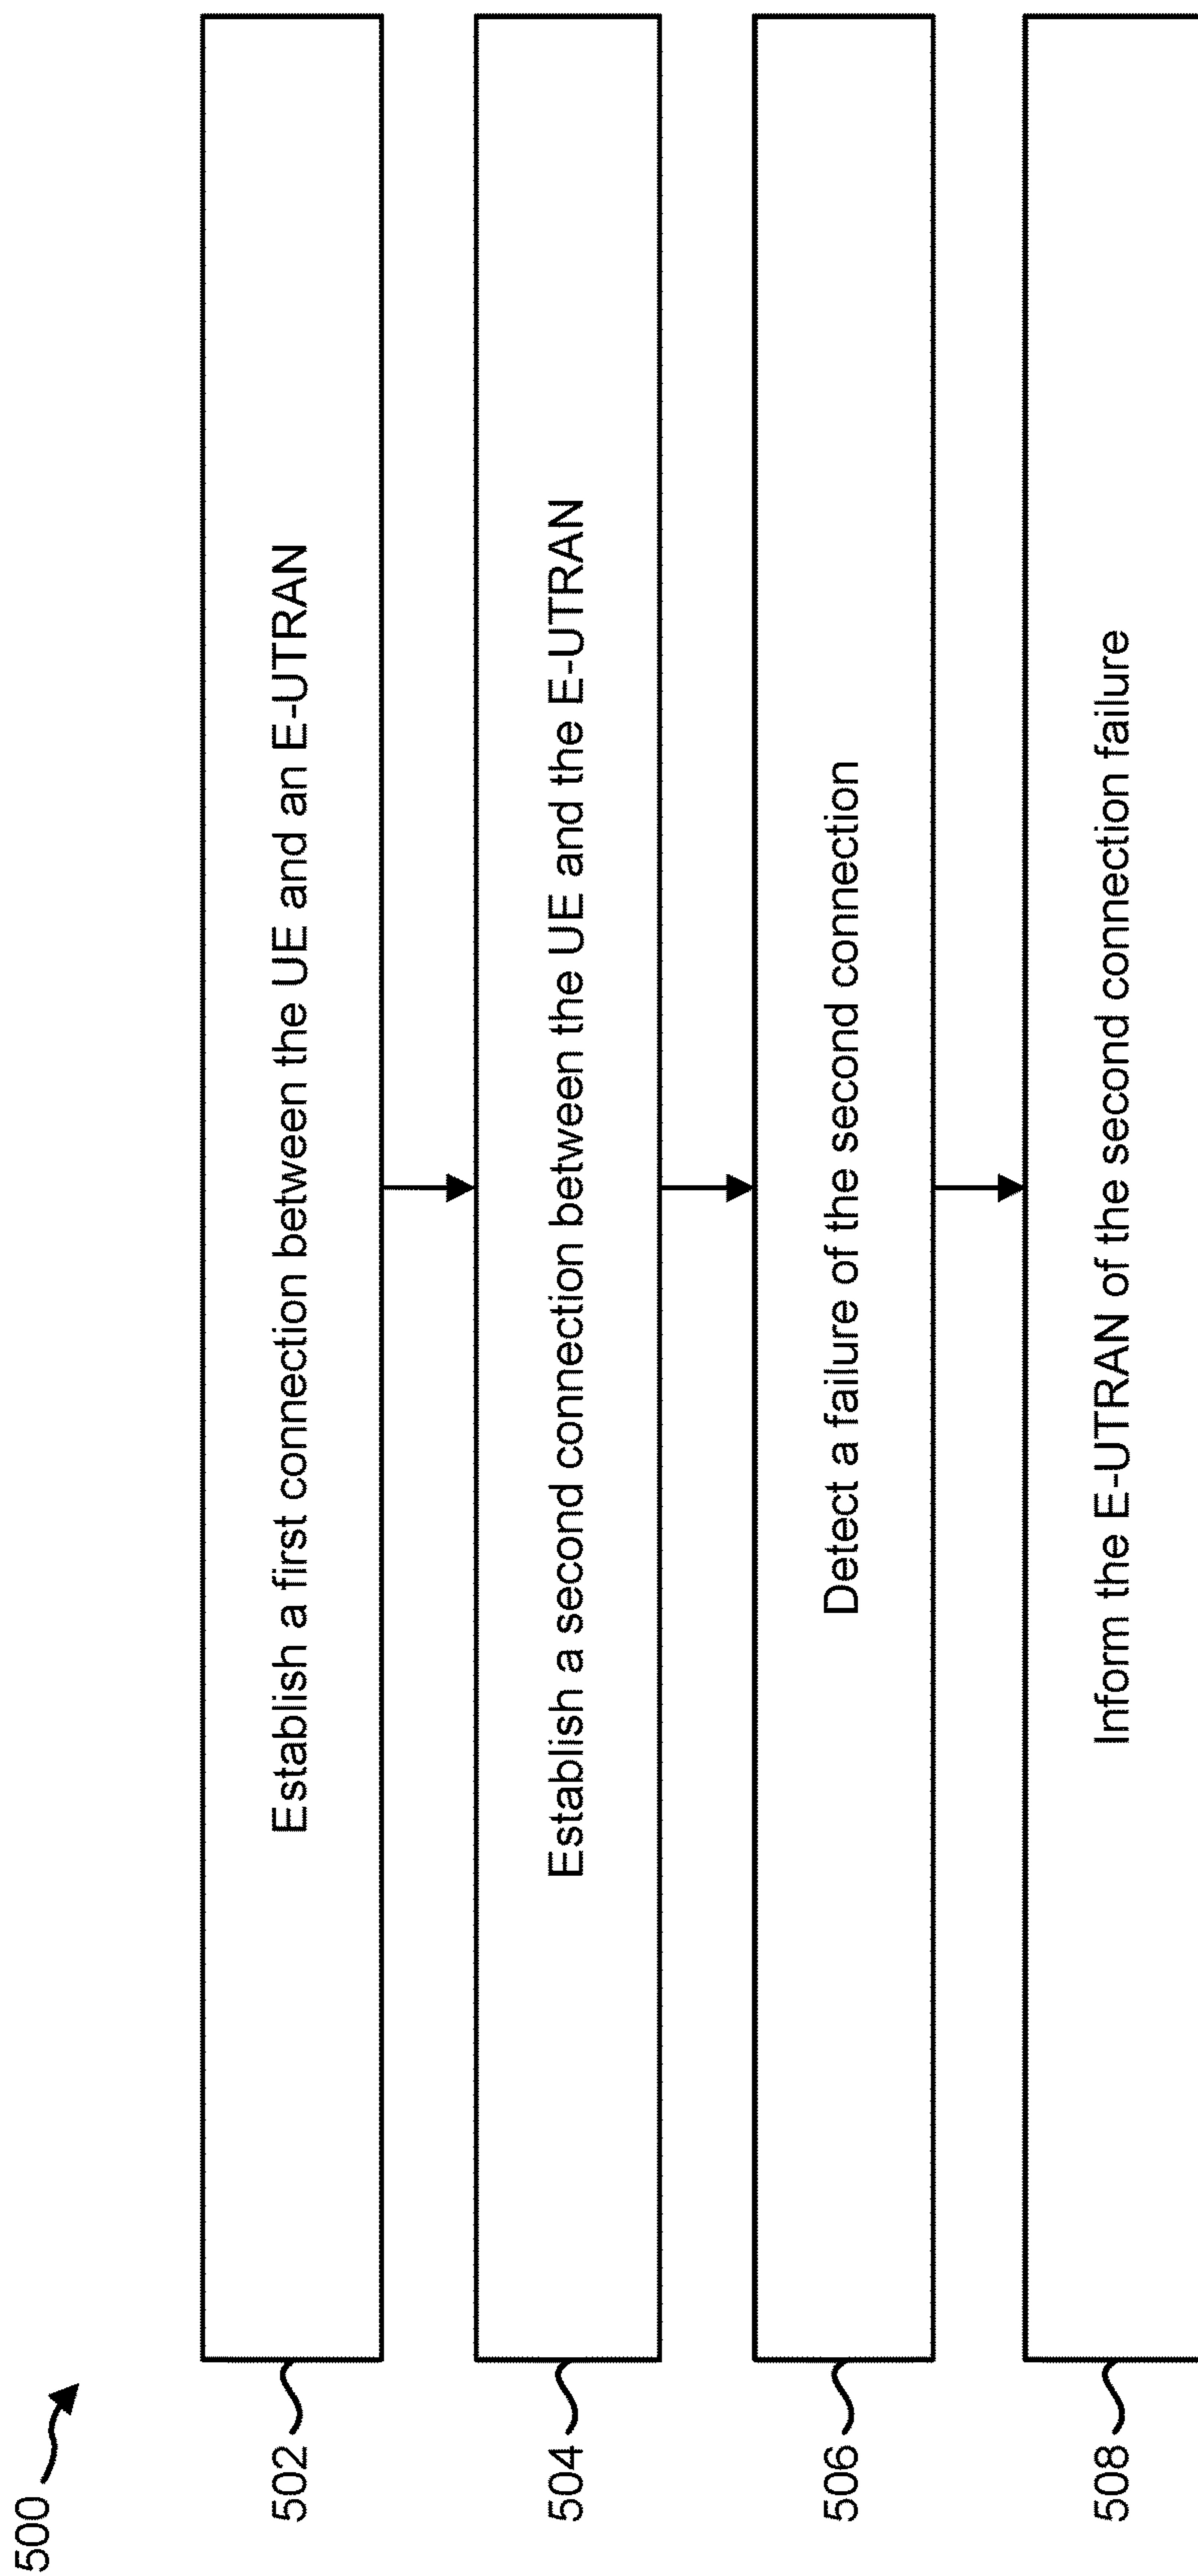 500
502
Establish a first connection between the UE and an E-UTRAN
504
Establish a second connection between the UE and the E-UTRAN
506
Detect a failure of the second connection
508
Inform the E-UTRAN of the second connection failure